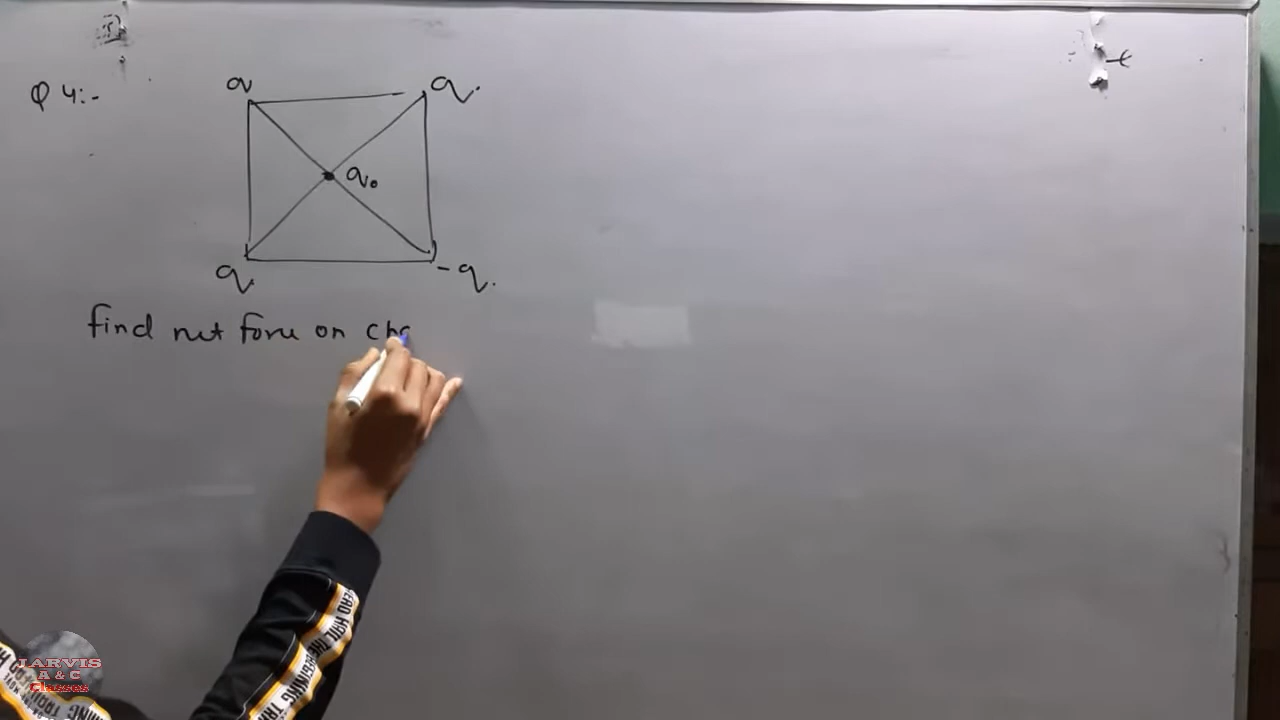 Q 4:-
q q.
q₀
q. -q.
find net force on cha
JARVIS
A & C
Classes